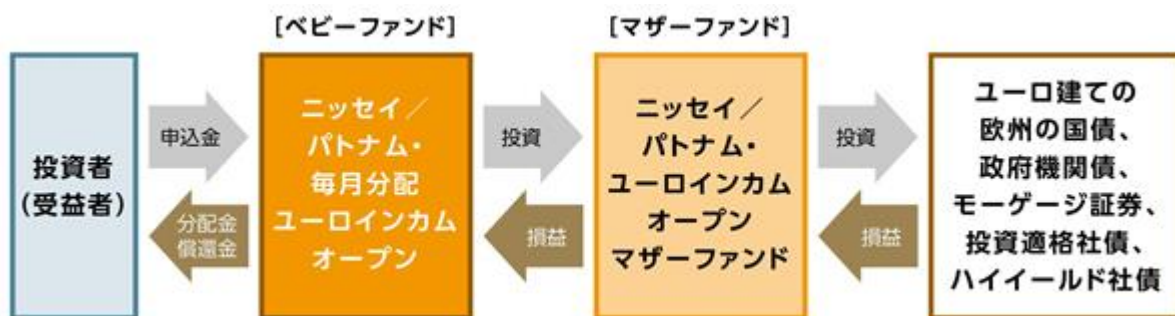 [ベビーファンド]
[マザーファンド]
投資者
(受益者)
申込金
分配金
償還金
ニッセイ／
パトナム・
毎月分配
ユーロインカム
オープン
投資
損益
ニッセイ／
パトナム・
ユーロインカム
オープン
マザーファンド
投資
損益
ユーロ建ての
欧州の国債、
政府機関債、
モーゲージ証券、
投資適格社債、
ハイイールド社債